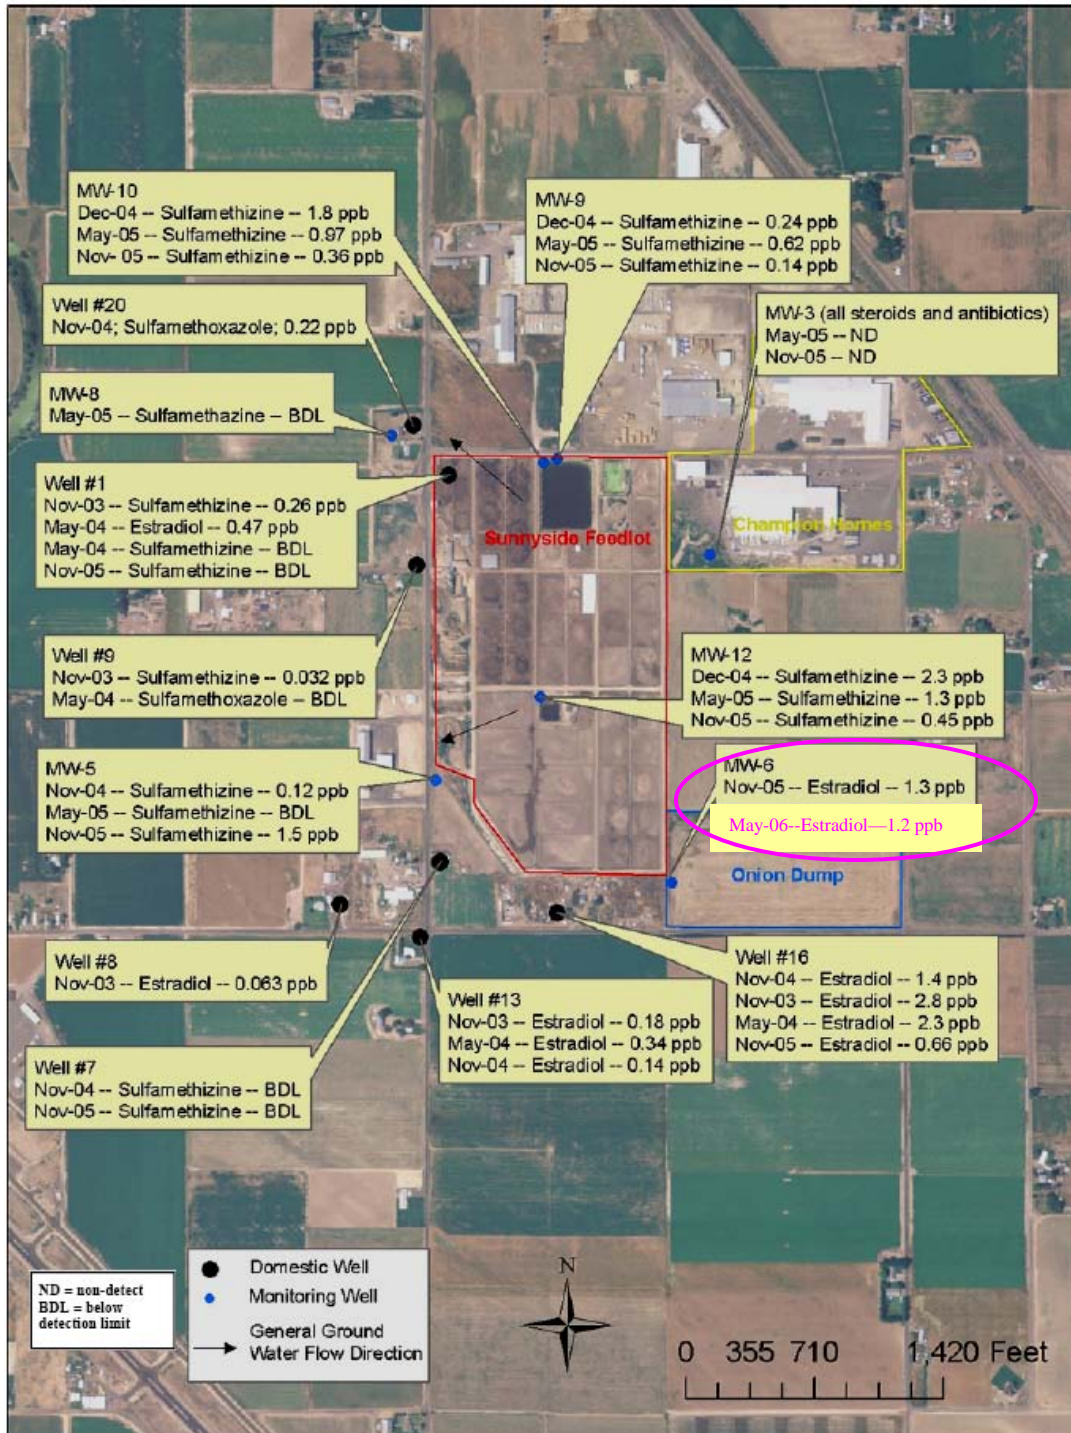 MW-10
Dec-04 -- Sulfamethizine -- 1.8 ppb
May-05 -- Sulfamethizine -- 0.97 ppb
Nov- 05 -- Sulfamethizine -- 0.36 ppb
MW-9
Dec-04 -- Sulfamethizine -- 0.24 ppb
May-05 -- Sulfamethizine -- 0.62 ppb
Nov-05 -- Sulfamethizine -- 0.14 ppb
Well #20
Nov-04; Sulfamethoxazole; 0.22 ppb
MW-3 (all steroids and antibiotics)
May-05 -- ND
Nov-05 -- ND
MW-8
May-05 -- Sulfamethazine -- BDL
Well #1
Nov-03 -- Sulfamethizine -- 0.26 ppb
May-04 -- Estradiol -- 0.47 ppb
May-04 -- Sulfamethizine -- BDL
Nov-05 -- Sulfamethizine -- BDL
Sunnyside Feedlot
Champion Homes
Well #9
Nov-03 -- Sulfamethizine -- 0.032 ppb
May-04 -- Sulfamethoxazole -- BDL
MW-12
Dec-04 -- Sulfamethizine -- 2.3 ppb
May-05 -- Sulfamethizine -- 1.3 ppb
Nov-05 -- Sulfamethizine -- 0.45 ppb
MW-5
Nov-04 -- Sulfamethizine -- 0.12 ppb
May-05 -- Sulfamethizine -- BDL
Nov-05 -- Sulfamethizine -- 1.5 ppb
MW-6
Nov-05 -- Estradiol -- 1.3 ppb
May-06--Estradiol—1.2 ppb
Onion Dump
Well #8
Nov-03 -- Estradiol -- 0.063 ppb
Well #13
Nov-03 -- Estradiol -- 0.18 ppb
May-04 -- Estradiol -- 0.34 ppb
Nov-04 -- Estradiol -- 0.14 ppb
Well #16
Nov-04 -- Estradiol -- 1.4 ppb
Nov-03 -- Estradiol -- 2.8 ppb
May-04 -- Estradiol -- 2.3 ppb
Nov-05 -- Estradiol -- 0.66 ppb
Well #7
Nov-04 -- Sulfamethizine -- BDL
Nov-05 -- Sulfamethizine -- BDL
ND = non-detect
BDL = below
detection limit
Domestic Well
Monitoring Well
General Ground
Water Flow Direction
N
0 355 710 1,420 Feet